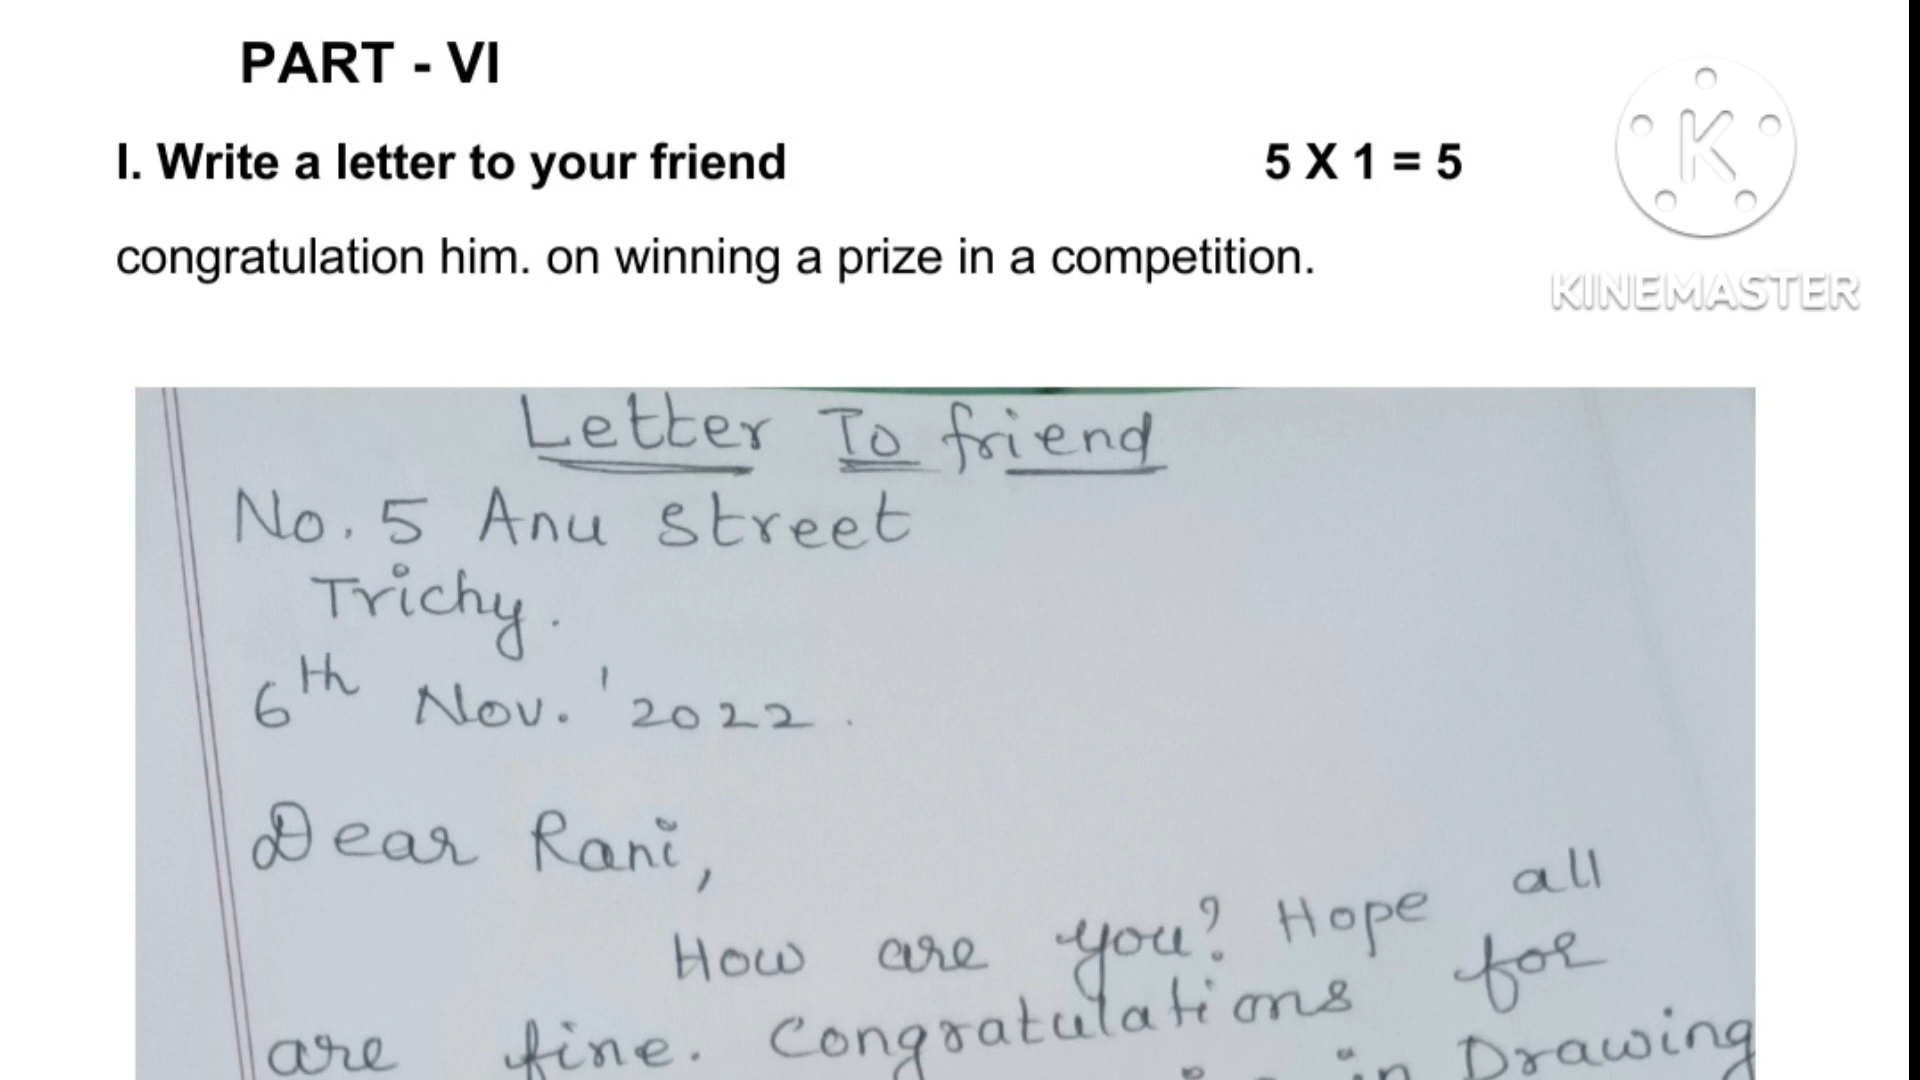 PART - VI
I. Write a letter to your friend 5 X 1 = 5
congratulation him. on winning a prize in a competition.
KINEMASTER
Letter To friend
No. 5 Anu Street
Trichy.
6th Nov. '2022.
Dear Rani,
How are you? Hope all
are fine. Congratulations for
in Drawing